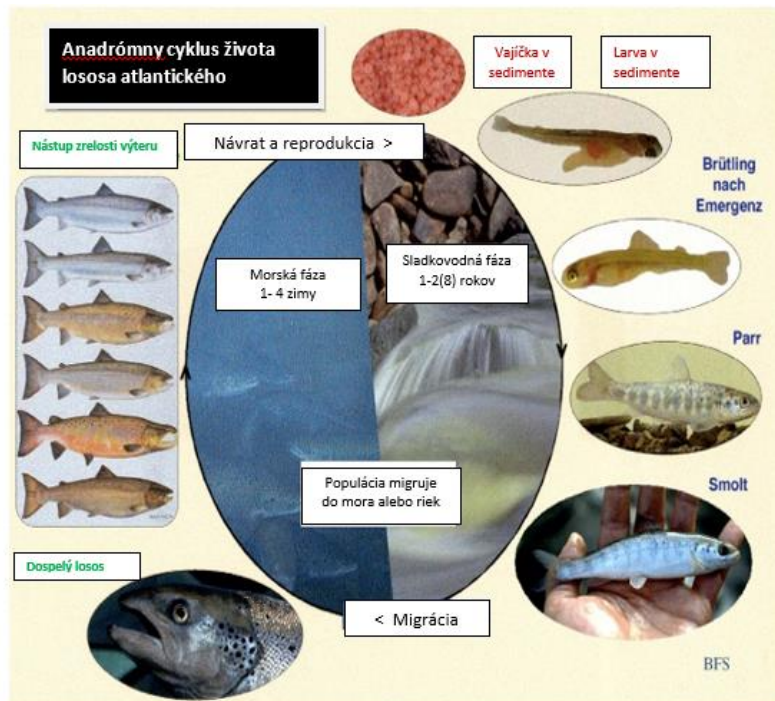 Anadrómny cyklus života
lososa atlantického
Vajíčka v
sedimente
Larva v
sedimente
Nástup zrelosti výteru
Návrat a reprodukcia >
Brütling
nach
Emergenz
Morská fáza
1- 4 zimy
Sladkovodná fáza
1-2(8) rokov
Parr
Populácia migruje
do mora alebo riek
Smolt
Dospelý losos
< Migrácia
BFS